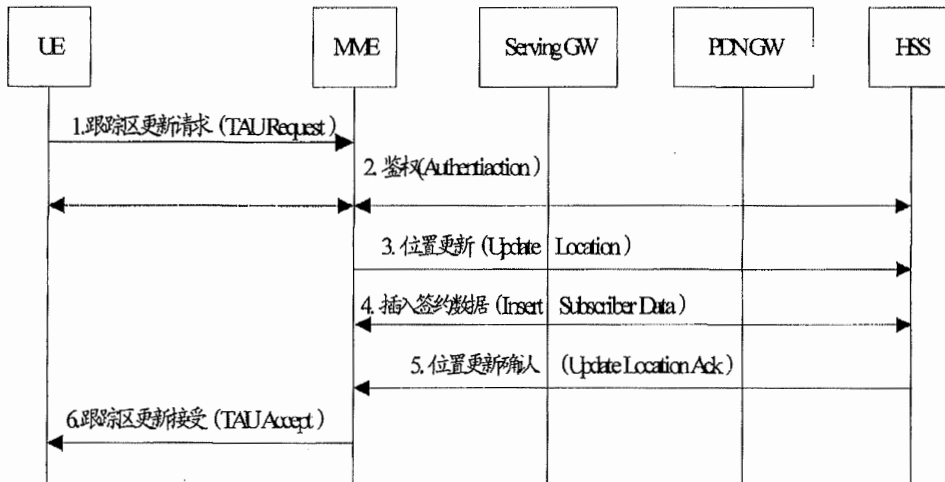 UE
MME
Serving GW
PDN GW
HSS
1.跟踪区更新请求 (TAU Request)
2. 鉴权(Authentiaction)
3. 位置更新 (Update Location)
4. 插入签约数据 (Insert Subscriber Data)
5. 位置更新确认 (Update Location Ack)
6.跟踪区更新接受 (TAU Accept)